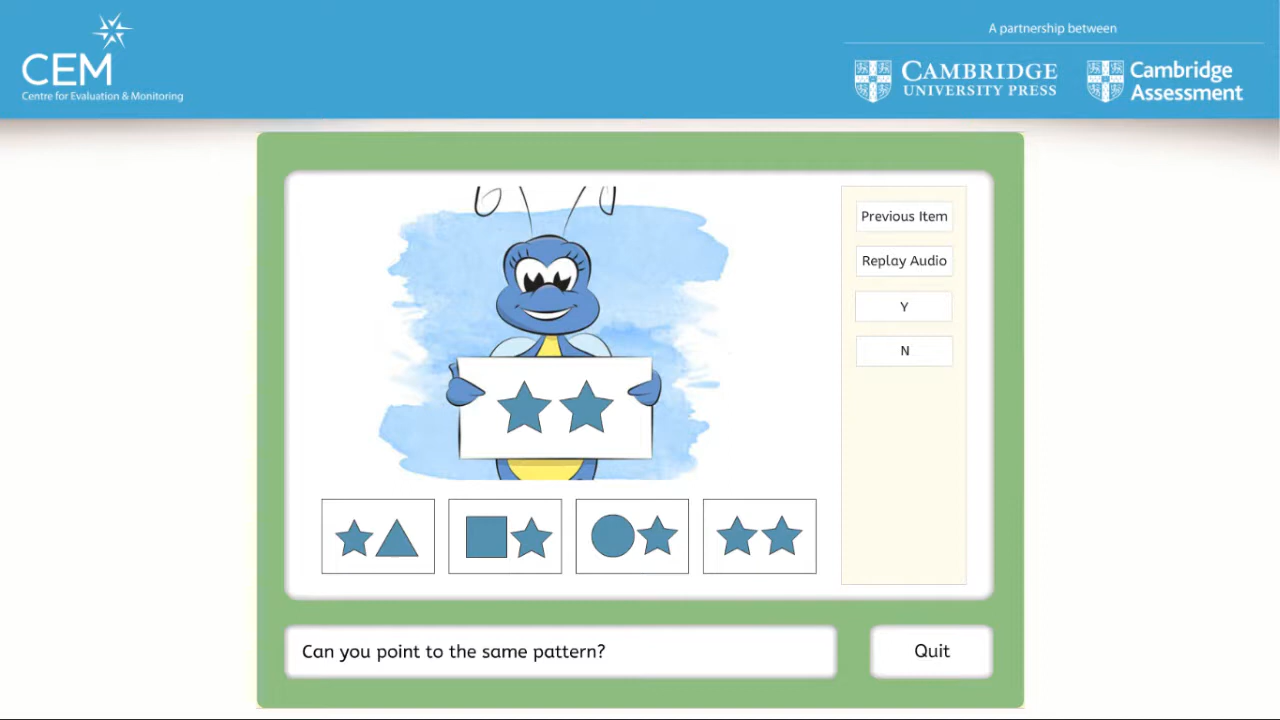 CEM
Centre for Evaluation & Monitoring
A partnership between
CAMBRIDGE
UNIVERSITY PRESS
Cambridge
Assessment
Previous Item
Replay Audio
Y
N
Can you point to the same pattern?
Quit